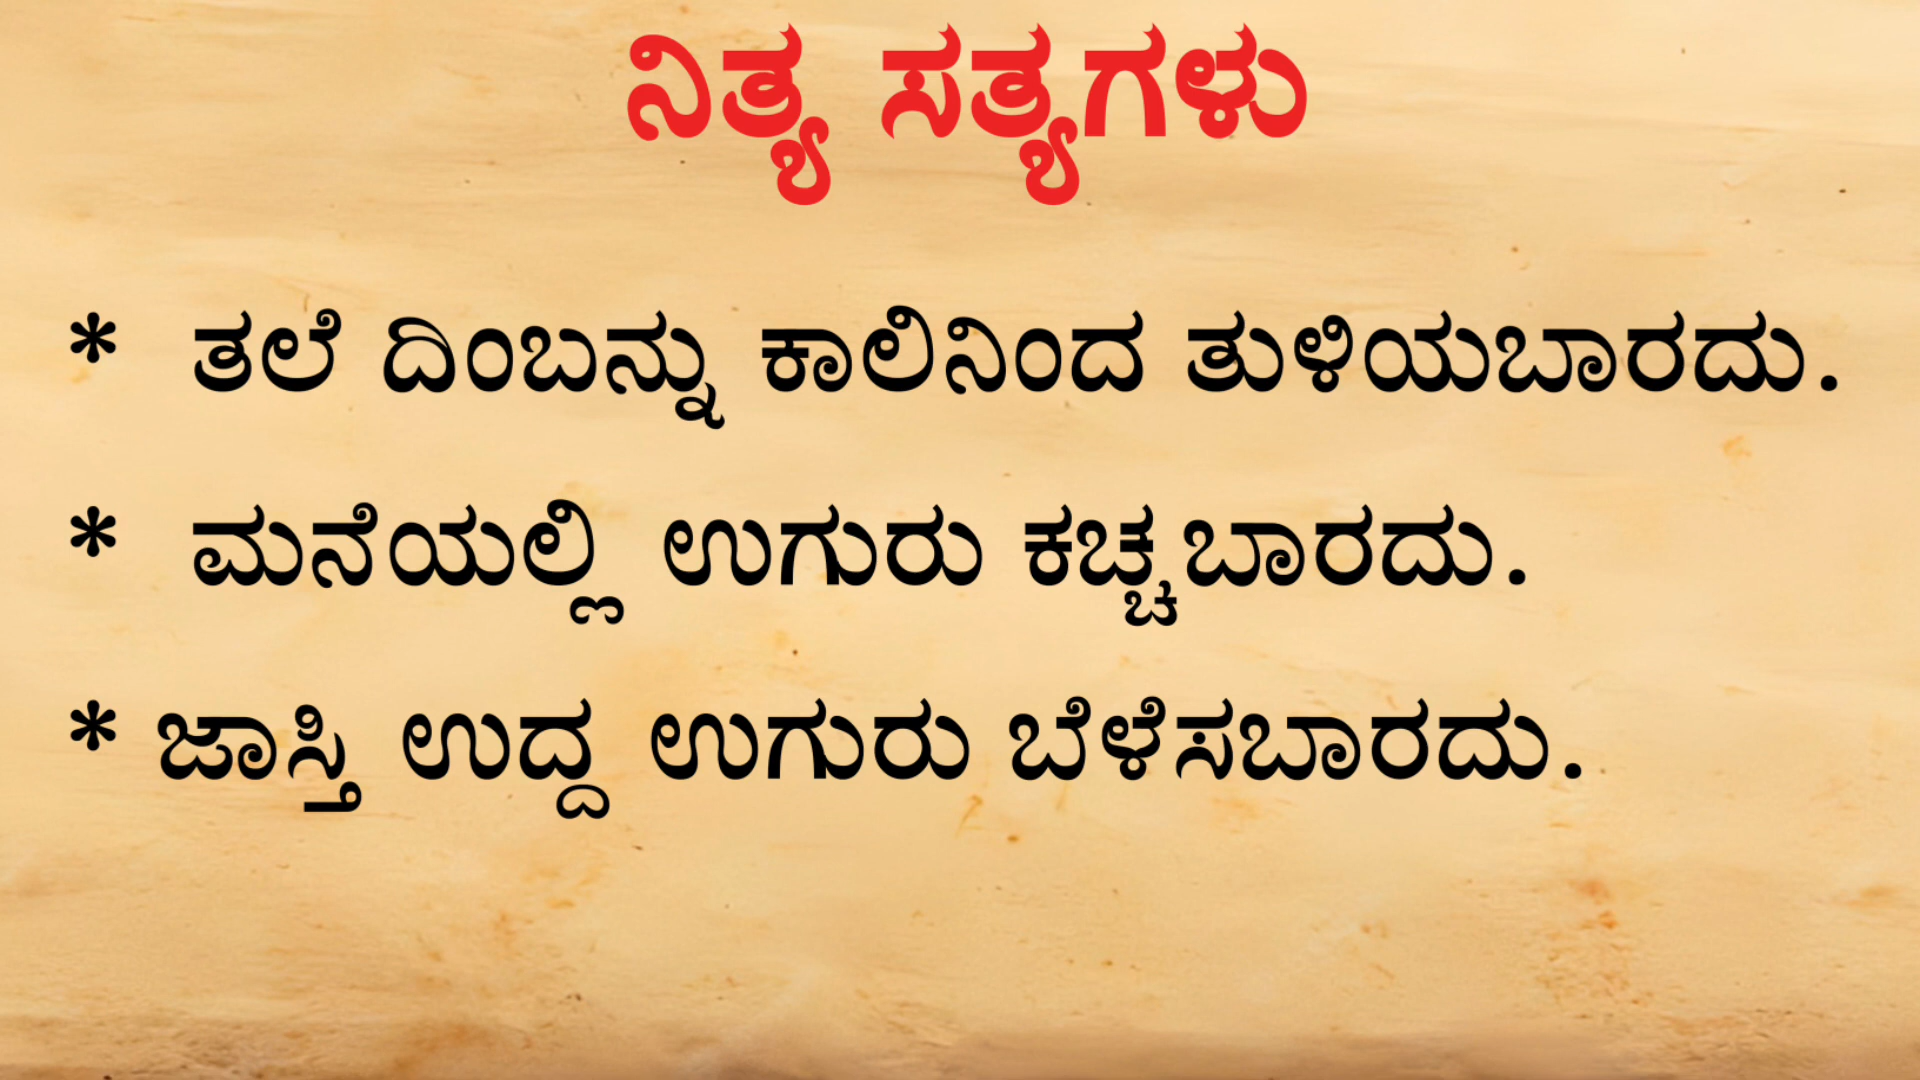 ನಿತ್ಯ ಸತ್ಯಗಳು
* ತಲೆ ದಿಂಬನ್ನು ಕಾಲಿನಿಂದ ತುಳಿಯಬಾರದು.
* ಮನೆಯಲ್ಲಿ ಉಗುರು ಕಚ್ಚಬಾರದು.
* ಜಾಸ್ತಿ ಉದ್ದ ಉಗುರು ಬೆಳೆಸಬಾರದು.